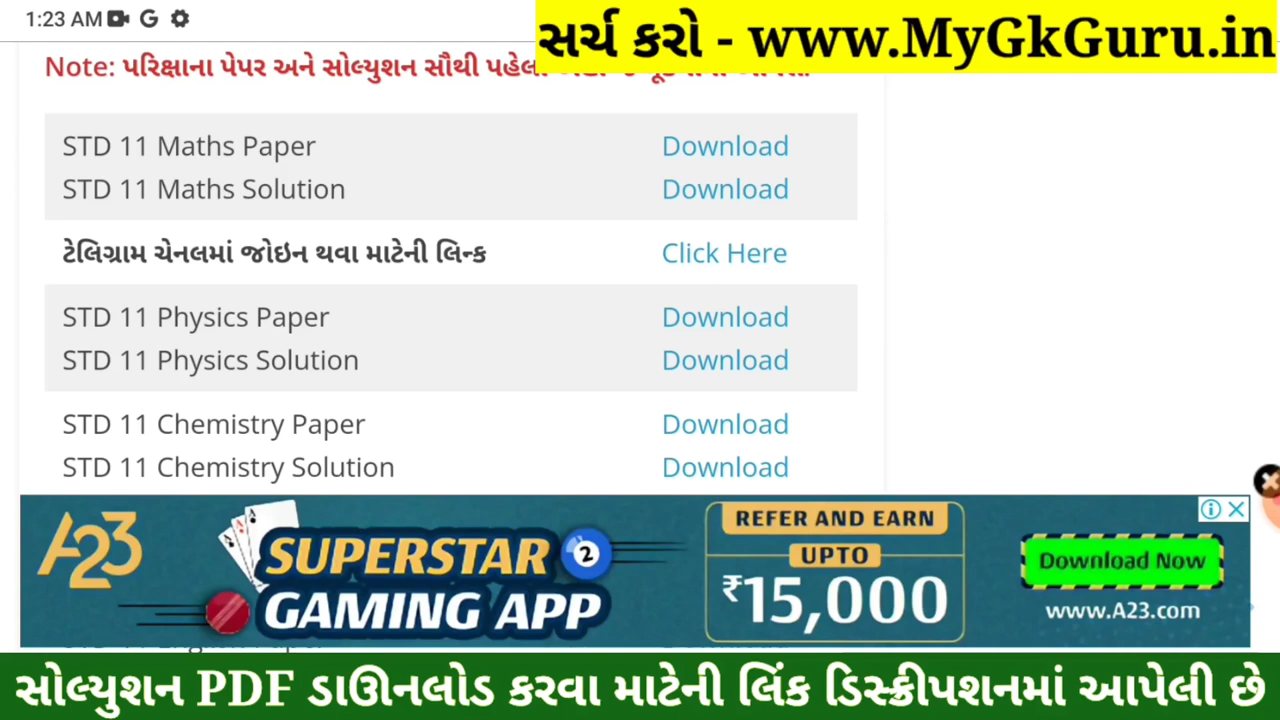 1:23 AM
સર્ચ કરો - www.MyGkGuru.in
Note: પરિક્ષાના પેપર અને સોલ્યુશન સૌથી
STD 11 Maths Paper Download
STD 11 Maths Solution Download
ટેલિગ્રામ ચેનલમાં જોઇન થવા માટેની લિન્ક Click Here
STD 11 Physics Paper Download
STD 11 Physics Solution Download
STD 11 Chemistry Paper Download
STD 11 Chemistry Solution Download
A23
SUPERSTAR 2
GAMING APP
REFER AND EARN
UPTO
₹15,000
Download Now
www.A23.com
સોલ્યુશન PDF ડાઊનલોડ કરવા માટેની લિંક ડિસ્ક્રીપશનમાં આપેલી છે